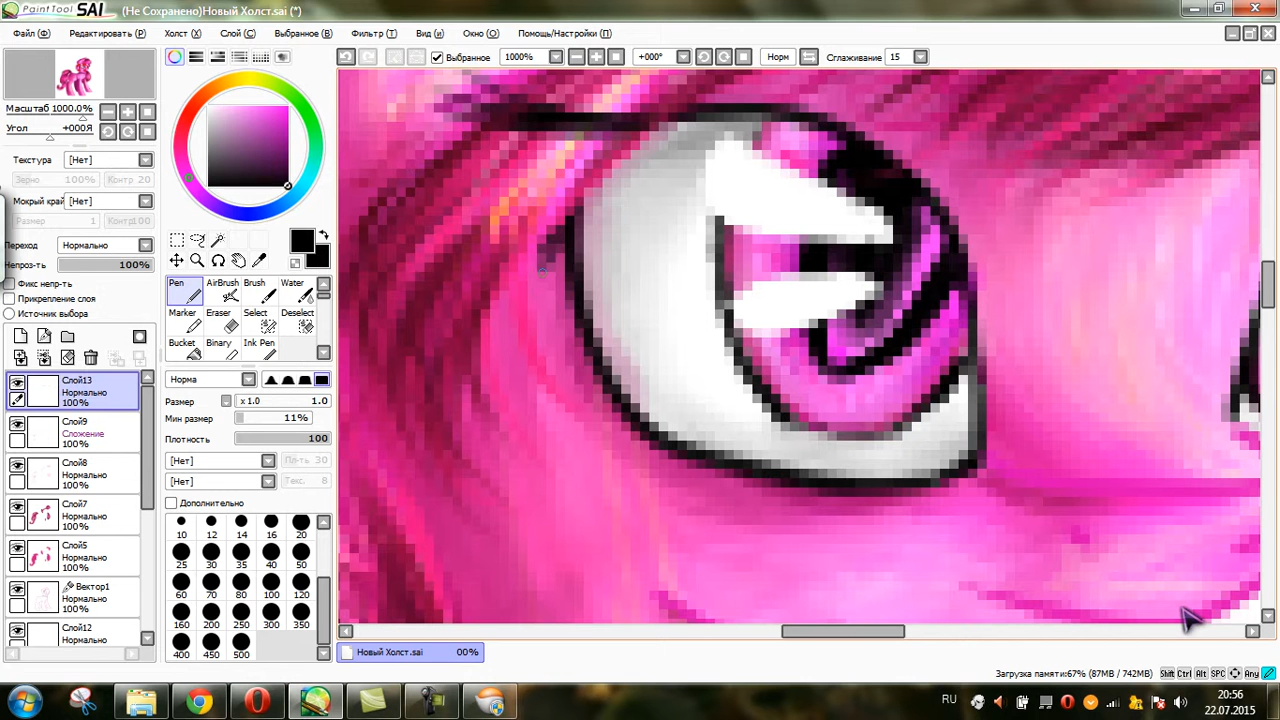 PaintTool SAI (Не Сохранено)Новый Холст.sai (*)
Файл (Ф) Редактировать (Р) Холст (X) Слой (С) Выбранное (В) Фильтр (Т) Вид (и) Окно (О) Помощь/Настройки (П)
Выбранное 1000% +000° Норм Сглаживание 15
Масштаб 1000.0%
Угол +000Я
Текстура [Нет]
Зерно 100% Контр 20
Мокрый край [Нет]
Размер 1 Контр100
Переход Нормально
Непроз-ть 100%
Фикс непр-ть
Прикрепление слоя
Источник выбора
Слой13
Нормально
100%
Слой9
Сложение
100%
Слой8
Нормально
100%
Слой7
Нормально
100%
Слой5
Нормально
100%
Вектор1
Нормально
100%
Слой12
Нормально
Pen AirBrush Brush Water
Marker Eraser Select Deselect
Bucket Binary Ink Pen
Норма
Размер x 1.0 1.0
Мин размер 11%
Плотность 100
[Нет] Пл-ть 30
[Нет] Текс. 8
Дополнительно
10 12 14 16 20
25 30 35 40 50
60 70 80 100 120
160 200 250 300 350
400 450 500
Новый Холст.sai 00%
Загрузка памяти:67% (87MB / 742MB) Shift Ctrl Alt SPC Any
RU 20:56
22.07.2015